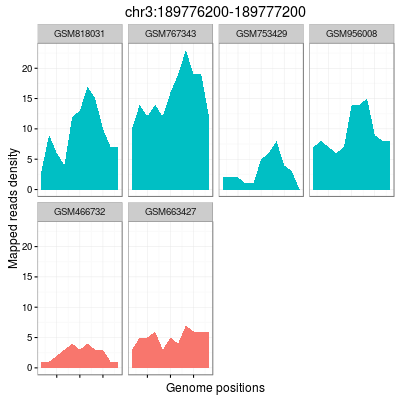 chr3:189776200-189777200
GSM818031 GSM767343 GSM753429 GSM956008
20
15
10
5
0
GSM466732 GSM663427
20
15
10
5
0
Mapped reads density
Genome positions